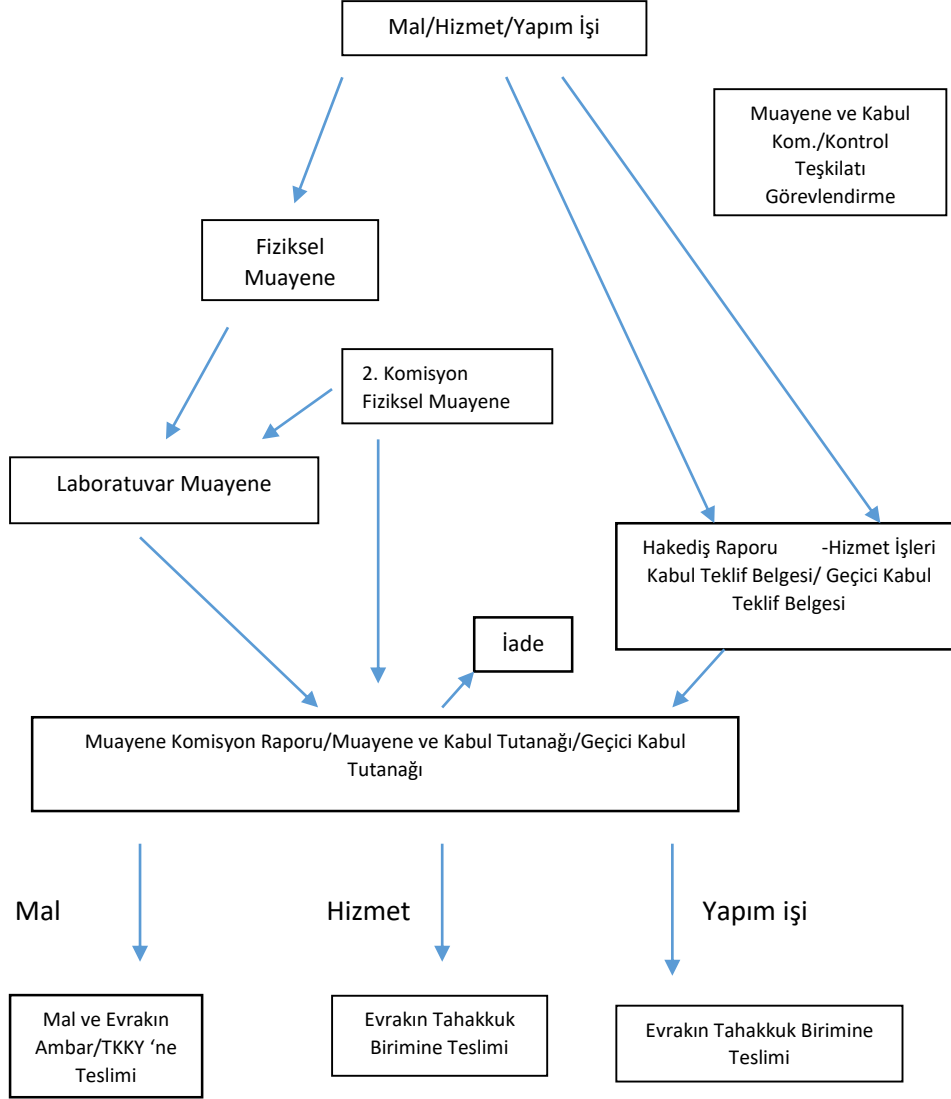 Mal/Hizmet/Yapım İşi
Muayene ve Kabul
Kom./Kontrol
Teşkilatı
Görevlendirme
Fiziksel
Muayene
2. Komisyon
Fiziksel Muayene
Laboratuvar Muayene
Hakediş Raporu -Hizmet İşleri
Kabul Teklif Belgesi/ Geçici Kabul
Teklif Belgesi
İade
Muayene Komisyon Raporu/Muayene ve Kabul Tutanağı/Geçici Kabul
Tutanağı
Mal
Hizmet
Yapım işi
Mal ve Evrakın
Ambar/TKKY ‘ne
Teslimi
Evrakın Tahakkuk
Birimine Teslimi
Evrakın Tahakkuk Birimine
Teslimi